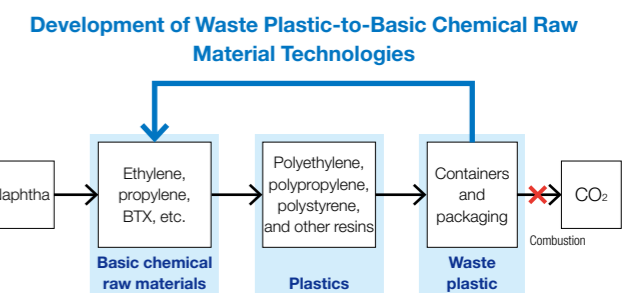 Development of Waste Plastic-to-Basic Chemical Raw
Material Technologies
aphtha
Ethylene,
propylene,
BTX, etc.
Polyethylene,
polypropylene,
polystyrene,
and other resins
Containers
and
packaging
CO₂
Combustion
Basic chemical
raw materials
Plastics
Waste
plastic